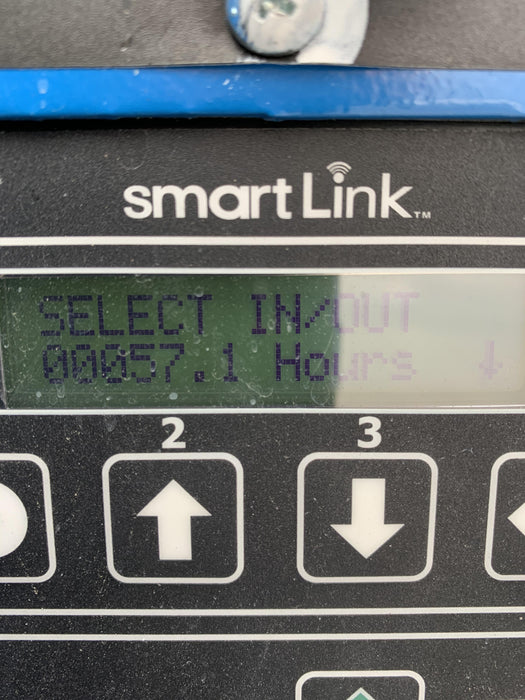 smartLink™
SELECT IN/OUT
00057.1 Hours ↓
2 3